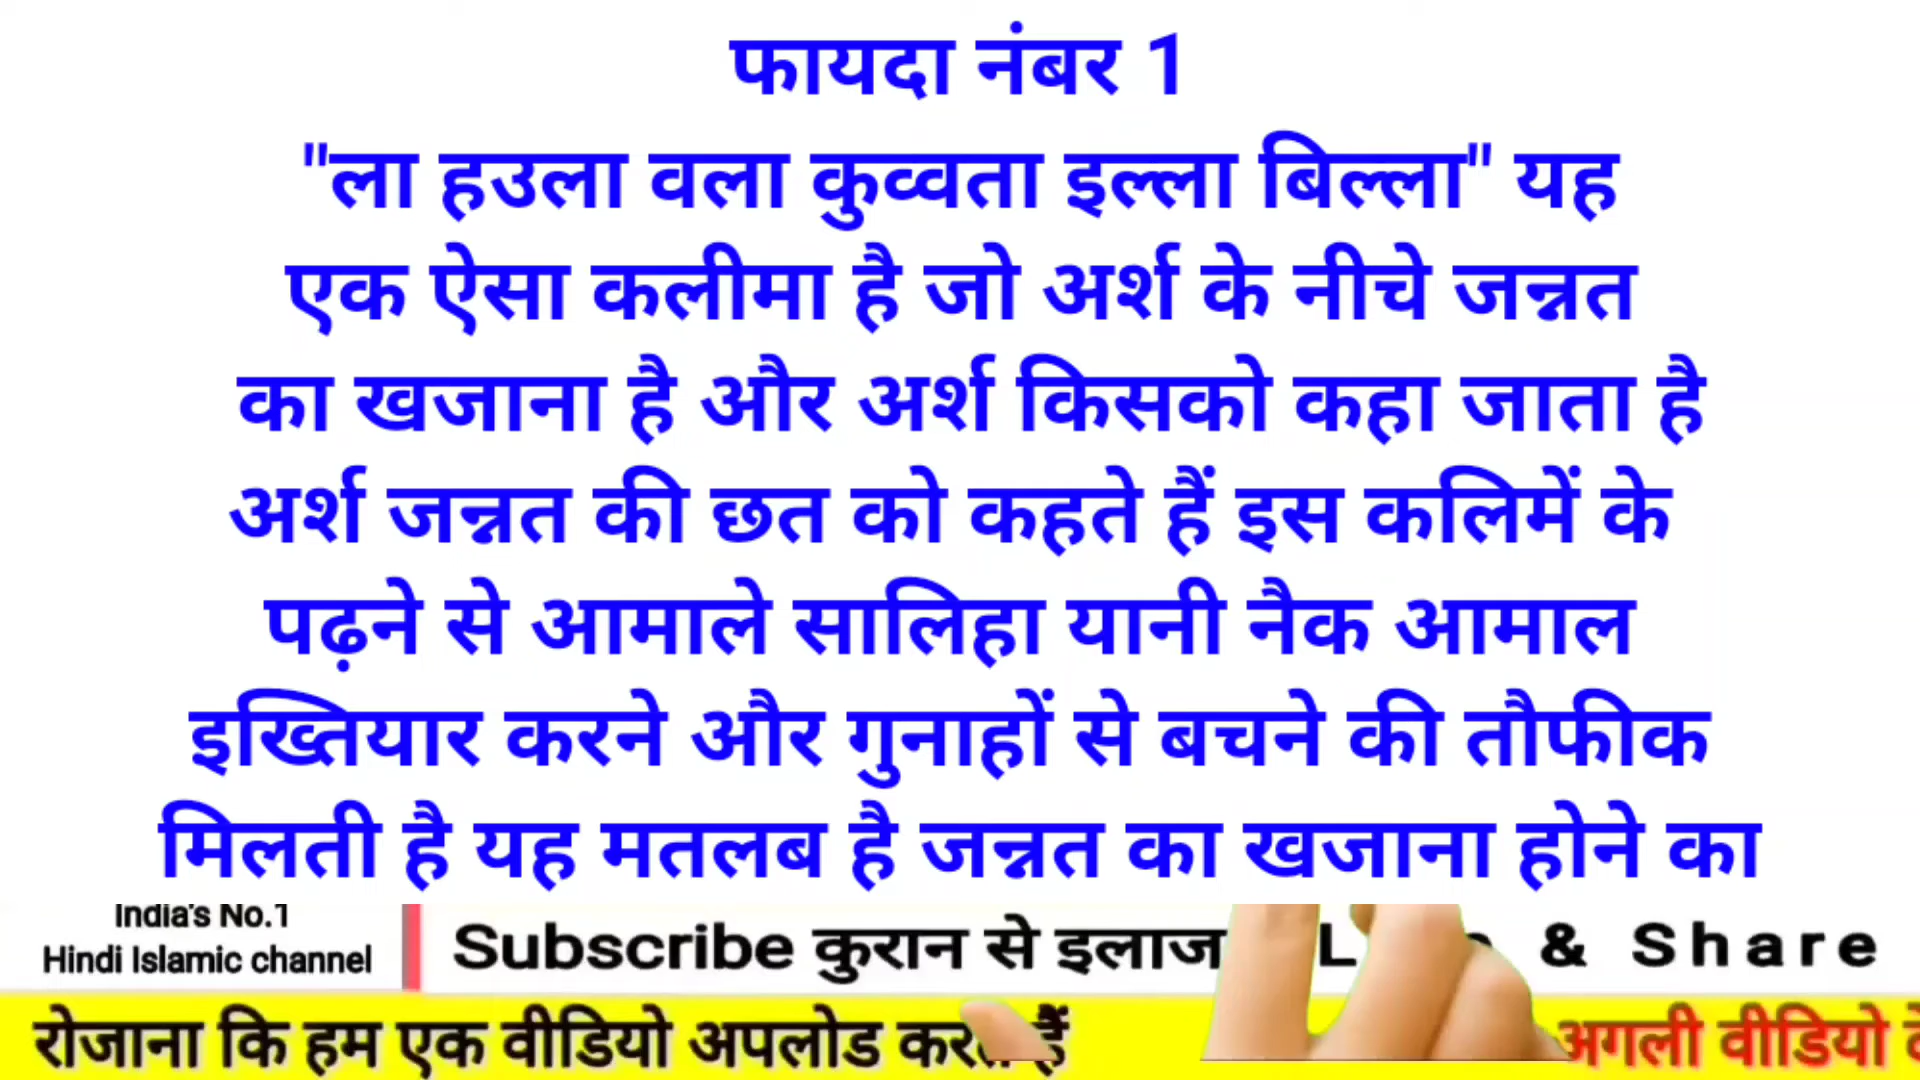 फायदा नंबर 1
"ला हउला वला कुव्वता इल्ला बिल्ला" यह
एक ऐसा कलीमा है जो अर्श के नीचे जन्नत
का खजाना है और अर्श किसको कहा जाता है
अर्श जन्नत की छत को कहते हैं इस कलिमें के
पढ़ने से आमाले सालिहा यानी नैक आमाल
इख्तियार करने और गुनाहों से बचने की तौफीक
मिलती है यह मतलब है जन्नत का खजाना होने का
India's No.1
Hindi Islamic channel
Subscribe कुरान से इलाज & Share
रोजाना कि हम एक वीडियो अपलोड करते हैं
अगली वीडियो